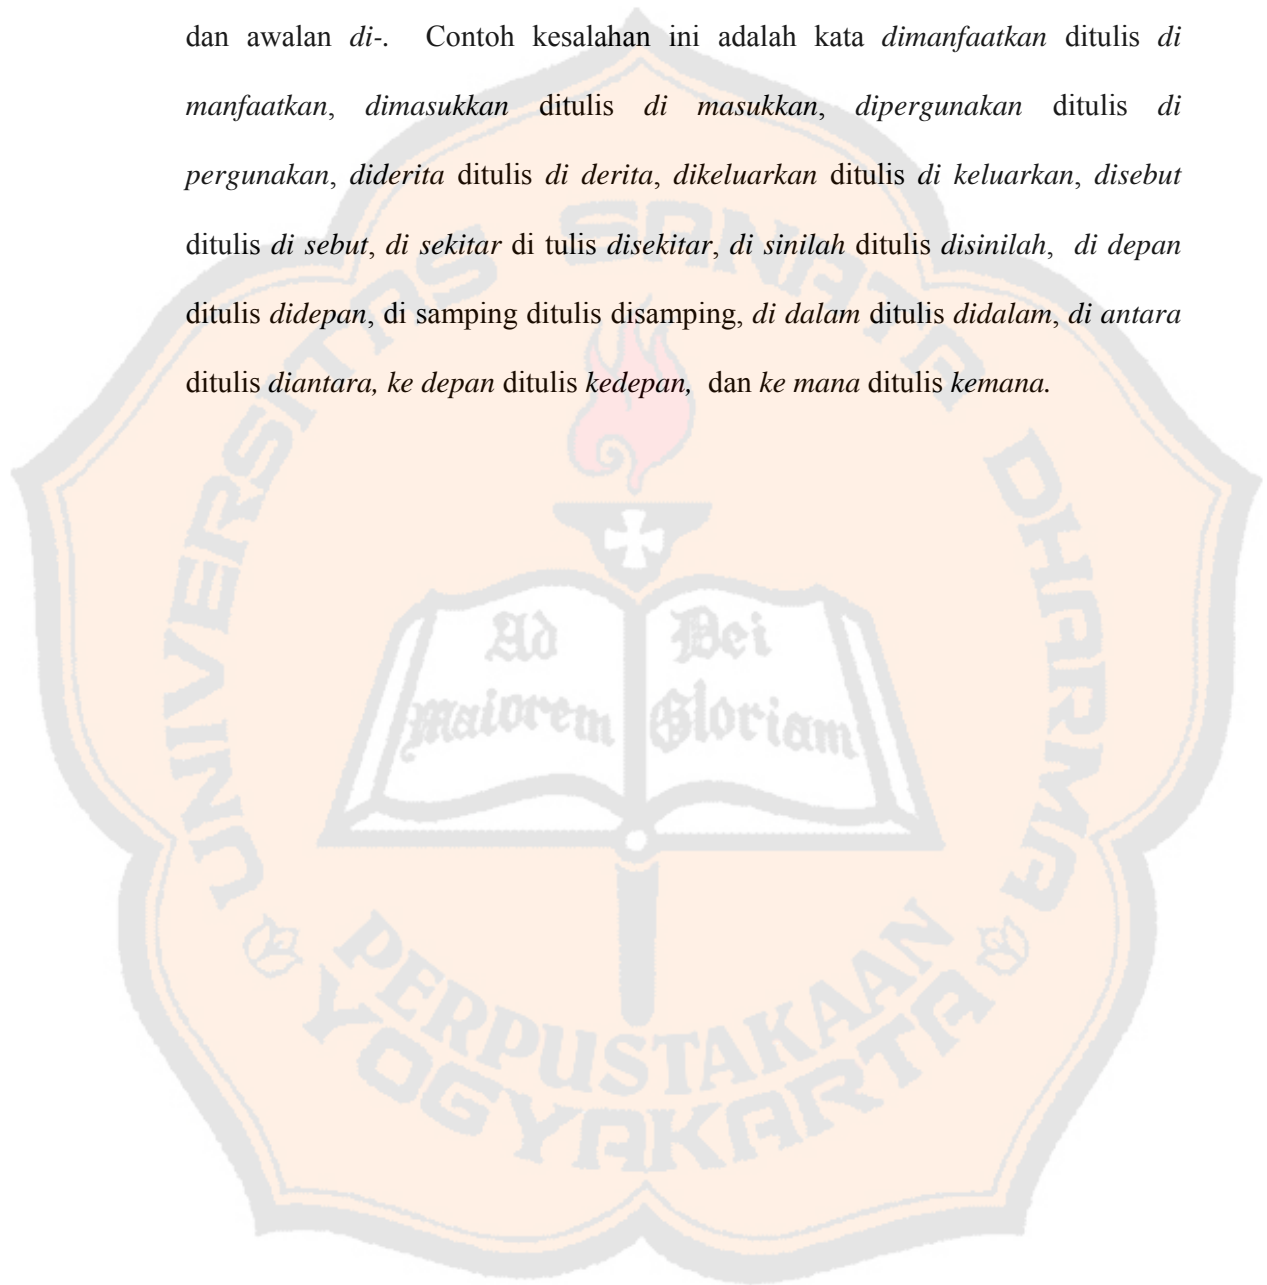 dan awalan di-. Contoh kesalahan ini adalah kata dimanfaatkan ditulis di
manfaatkan, dimasukkan ditulis di masukkan, dipergunakan ditulis di
pergunakan, diderita ditulis di derita, dikeluarkan ditulis di keluarkan, disebut
ditulis di sebut, di sekitar di tulis disekitar, di sinilah ditulis disinilah, di depan
ditulis didepan, di samping ditulis disamping, di dalam ditulis didalam, di antara
ditulis diantara, ke depan ditulis kedepan, dan ke mana ditulis kemana.
UNIVERSITAS SANATA DHARMA
Ad Dei
Maiorem Gloriam
PERPUSTAKAAN
YOGYAKARTA